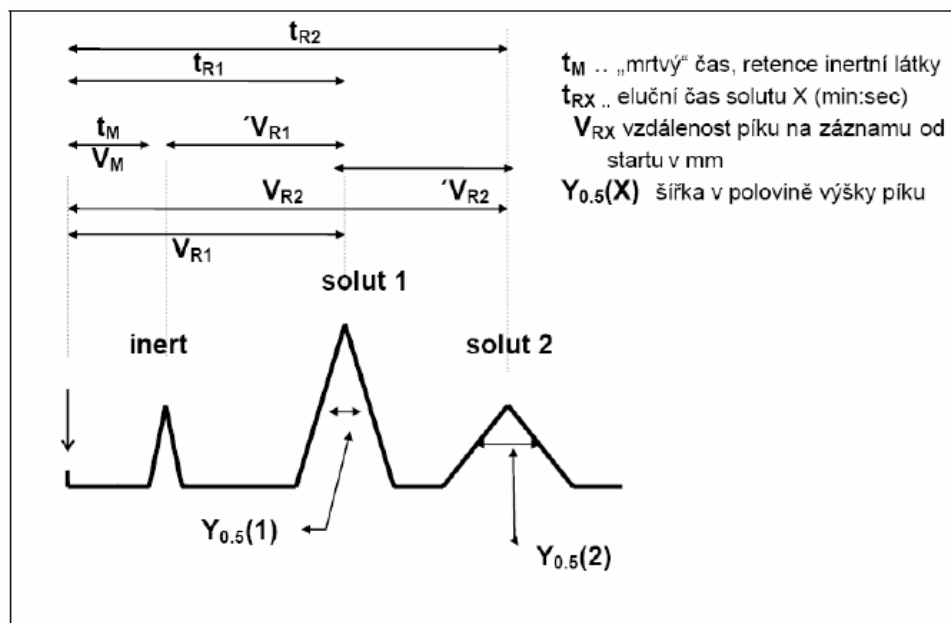 tR2
tR1
tM
´VR1
VM
VR2
´VR2
VR1
tM .. „mrtvý“ čas, retence inertní látky
tRX .. eluční čas solutu X (min:sec)
VRX vzdálenost píku na záznamu od
startu v mm
Y0.5(X) šířka v polovině výšky píku
solut 1
inert
solut 2
Y0.5(1)
Y0.5(2)